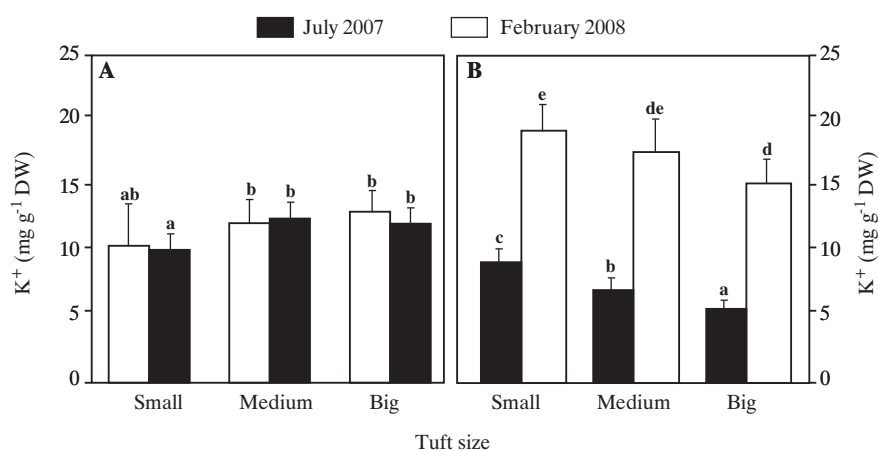 July 2007 February 2008
A B
25 25
20 20
15 15
10 10
5 5
0 0
K⁺ (mg g⁻¹ DW)
ab a b b b b
c e b de a d
K⁺ (mg g⁻¹ DW)
Small Medium Big Small Medium Big
Tuft size